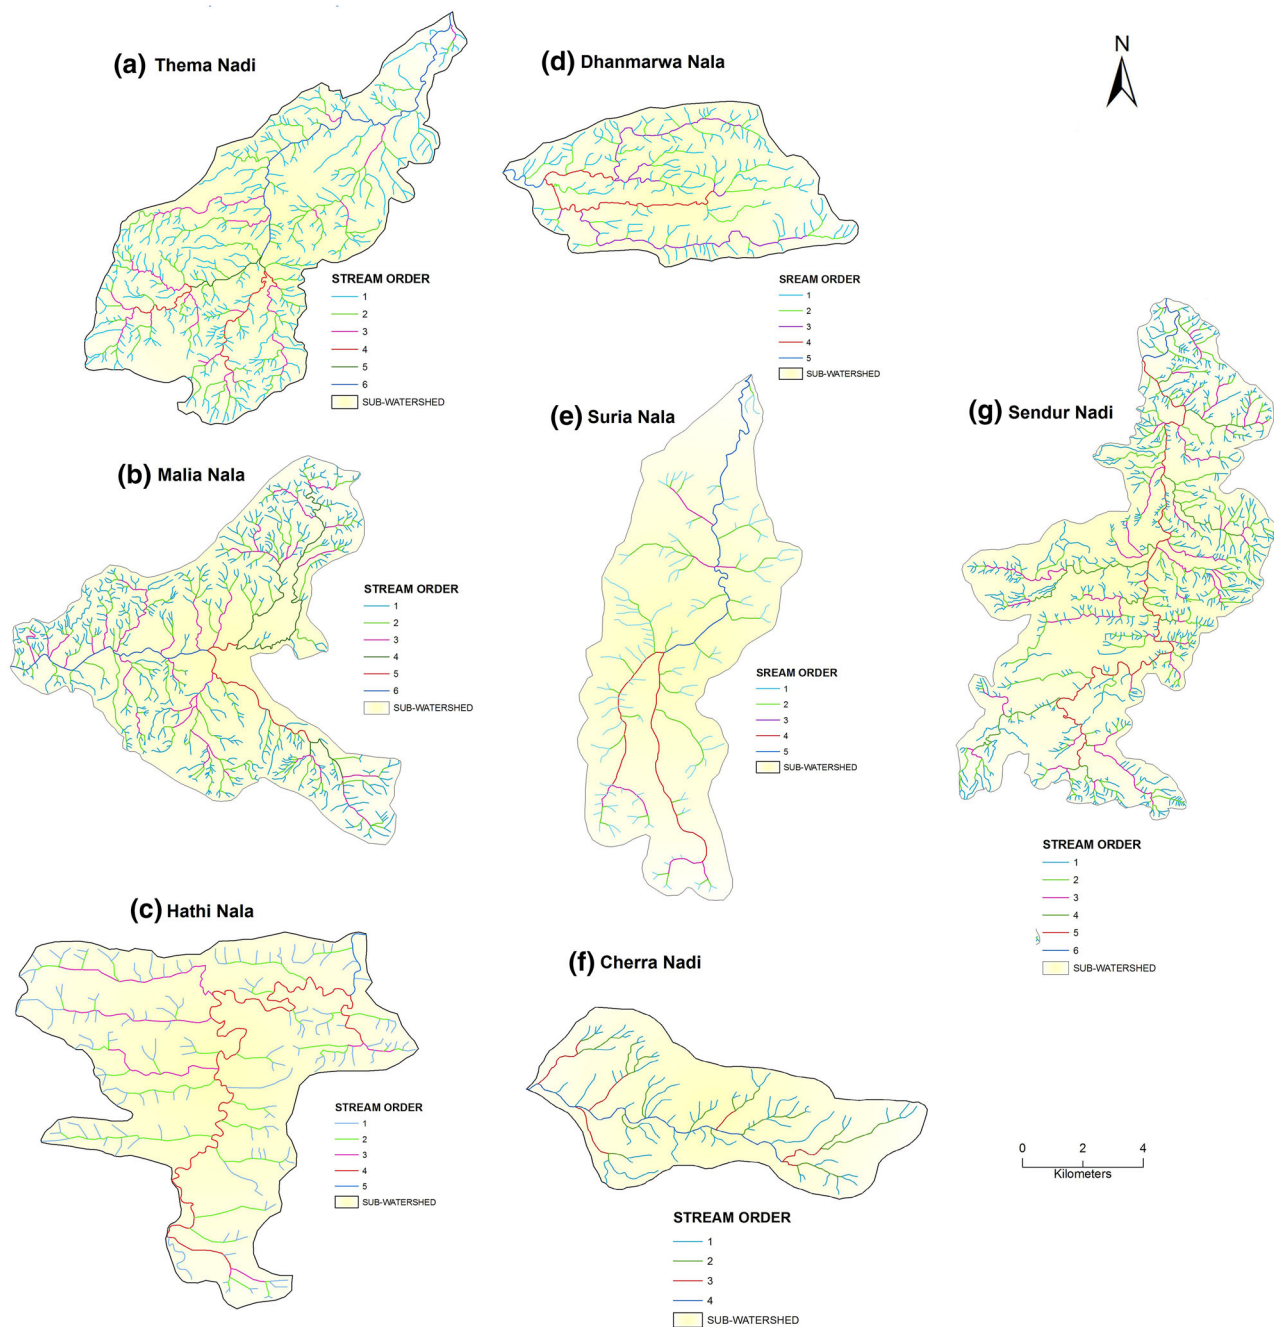 (a) Thema Nadi
STREAM ORDER
1
2
3
4
5
6
SUB-WATERSHED
(b) Malia Nala
STREAM ORDER
1
2
3
4
5
6
SUB-WATERSHED
(c) Hathi Nala
STREAM ORDER
1
2
3
4
5
SUB-WATERSHED
(d) Dhanmarwa Nala
SREAM ORDER
1
2
3
4
5
SUB-WATERSHED
(e) Suria Nala
SREAM ORDER
1
2
3
4
5
SUB-WATERSHED
(f) Cherra Nadi
STREAM ORDER
1
2
3
4
SUB-WATERSHED
N
(g) Sendur Nadi
STREAM ORDER
1
2
3
4
5
6
SUB-WATERSHED
0 2 4
Kilometers